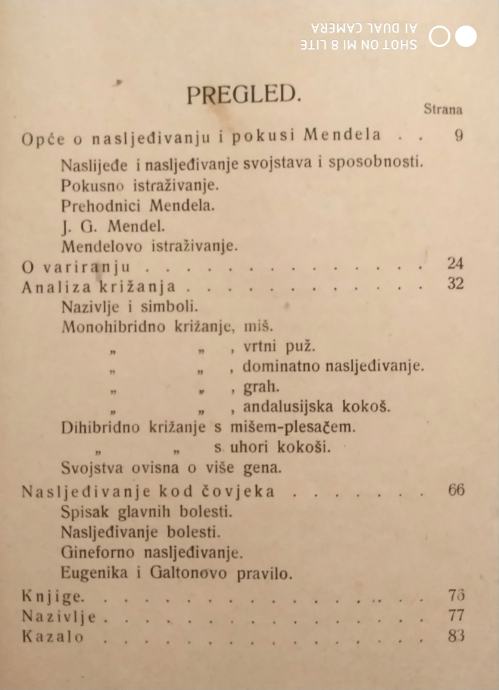 SHOT ON MI 8 LITE
AI DUAL CAMERA
PREGLED.
Strana
Opće o nasljeđivanju i pokusi Mendela . . 9
Naslijeđe i nasljeđivanje svojstava i sposobnosti.
Pokusno istraživanje.
Prehodnici Mendela.
J. G. Mendel.
Mendelovo istraživanje.
O variranju . . . . . . . . . . . . . . 24
Analiza križanja . . . . . . . . . . . . 32
Nazivlje i simboli.
Monohibridno križanje, miš.
„ „ , vrtni puž.
„ „ , dominatno nasljeđivanje.
„ „ , grah.
„ „ , andalusijska kokoš.
Dihibridno križanje s mišem-plesačem.
„ „ s uhori kokoši.
Svojstva ovisna o više gena.
Nasljeđivanje kod čovjeka . . . . . . . 66
Spisak glavnih bolesti.
Nasljeđivanje bolesti.
Gineforno nasljeđivanje.
Eugenika i Galtonovo pravilo.
Knjige. . . . . . . . . . . . . . . . .
Nazivlje . . . . . . . . . . . . . . . . 77
Kazalo . . . . . . . . . . . . . . . . 83